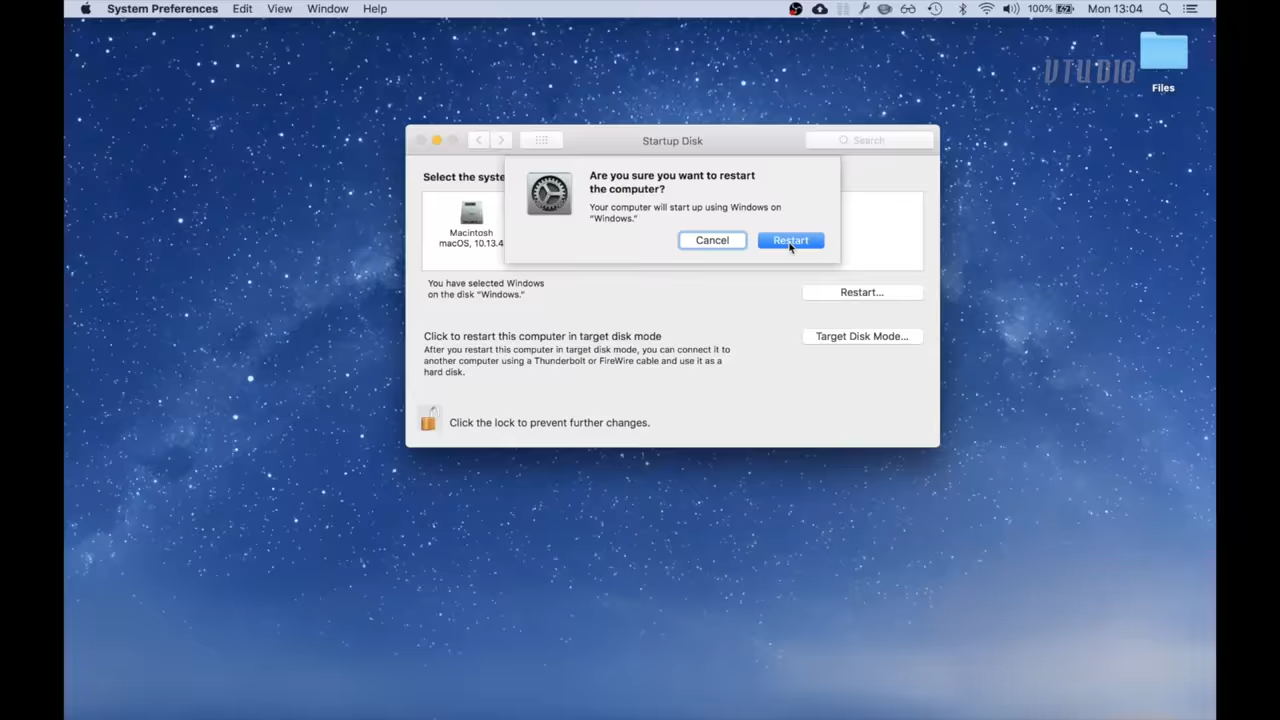 System Preferences Edit View Window Help 100% Mon 13:04
VTUDIO
Files
Startup Disk
Search
Are you sure you want to restart
the computer?
Your computer will start up using Windows on
“Windows.”
Cancel Restart
Select the syste
Macintosh
macOS, 10.13.4
You have selected Windows
on the disk “Windows.”
Restart...
Click to restart this computer in target disk mode
After you restart this computer in target disk mode, you can connect it to
another computer using a Thunderbolt or FireWire cable and use it as a
hard disk.
Target Disk Mode...
Click the lock to prevent further changes.